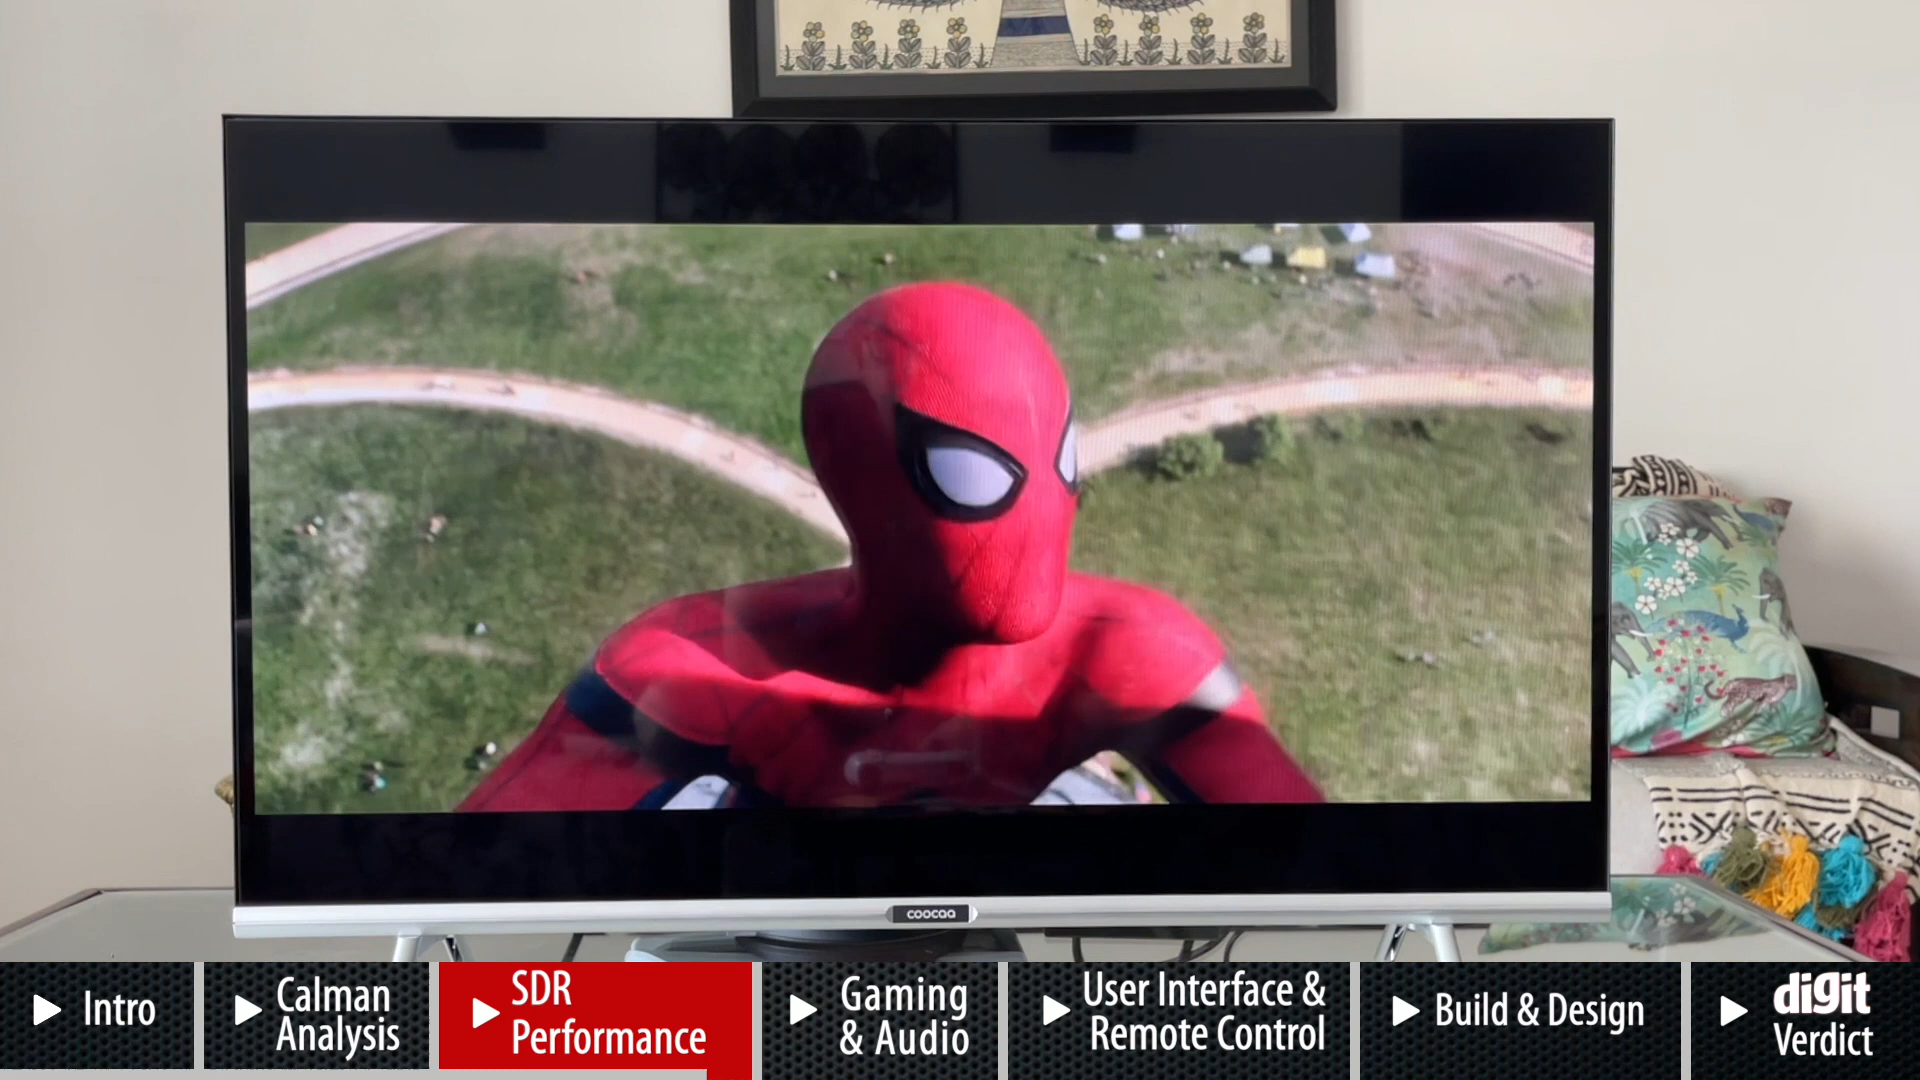 coocaa
Intro
Calman
Analysis
SDR
Performance
Gaming
& Audio
User Interface &
Remote Control
Build & Design
digit
Verdict